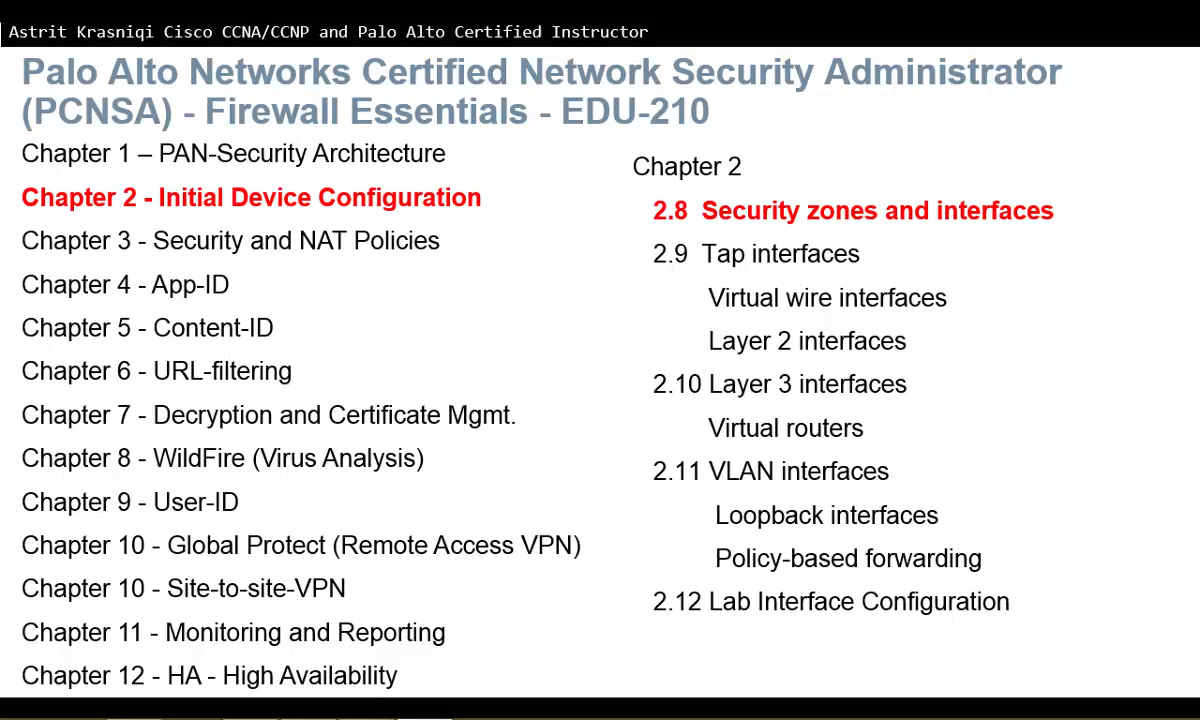 Astrit Krasniqi Cisco CCNA/CCNP and Palo Alto Certified Instructor
Palo Alto Networks Certified Network Security Administrator
(PCNSA) - Firewall Essentials - EDU-210
Chapter 1 – PAN-Security Architecture
Chapter 2 - Initial Device Configuration
Chapter 3 - Security and NAT Policies
Chapter 4 - App-ID
Chapter 5 - Content-ID
Chapter 6 - URL-filtering
Chapter 7 - Decryption and Certificate Mgmt.
Chapter 8 - WildFire (Virus Analysis)
Chapter 9 - User-ID
Chapter 10 - Global Protect (Remote Access VPN)
Chapter 10 - Site-to-site-VPN
Chapter 11 - Monitoring and Reporting
Chapter 12 - HA - High Availability
Chapter 2
2.8 Security zones and interfaces
2.9 Tap interfaces
Virtual wire interfaces
Layer 2 interfaces
2.10 Layer 3 interfaces
Virtual routers
2.11 VLAN interfaces
Loopback interfaces
Policy-based forwarding
2.12 Lab Interface Configuration